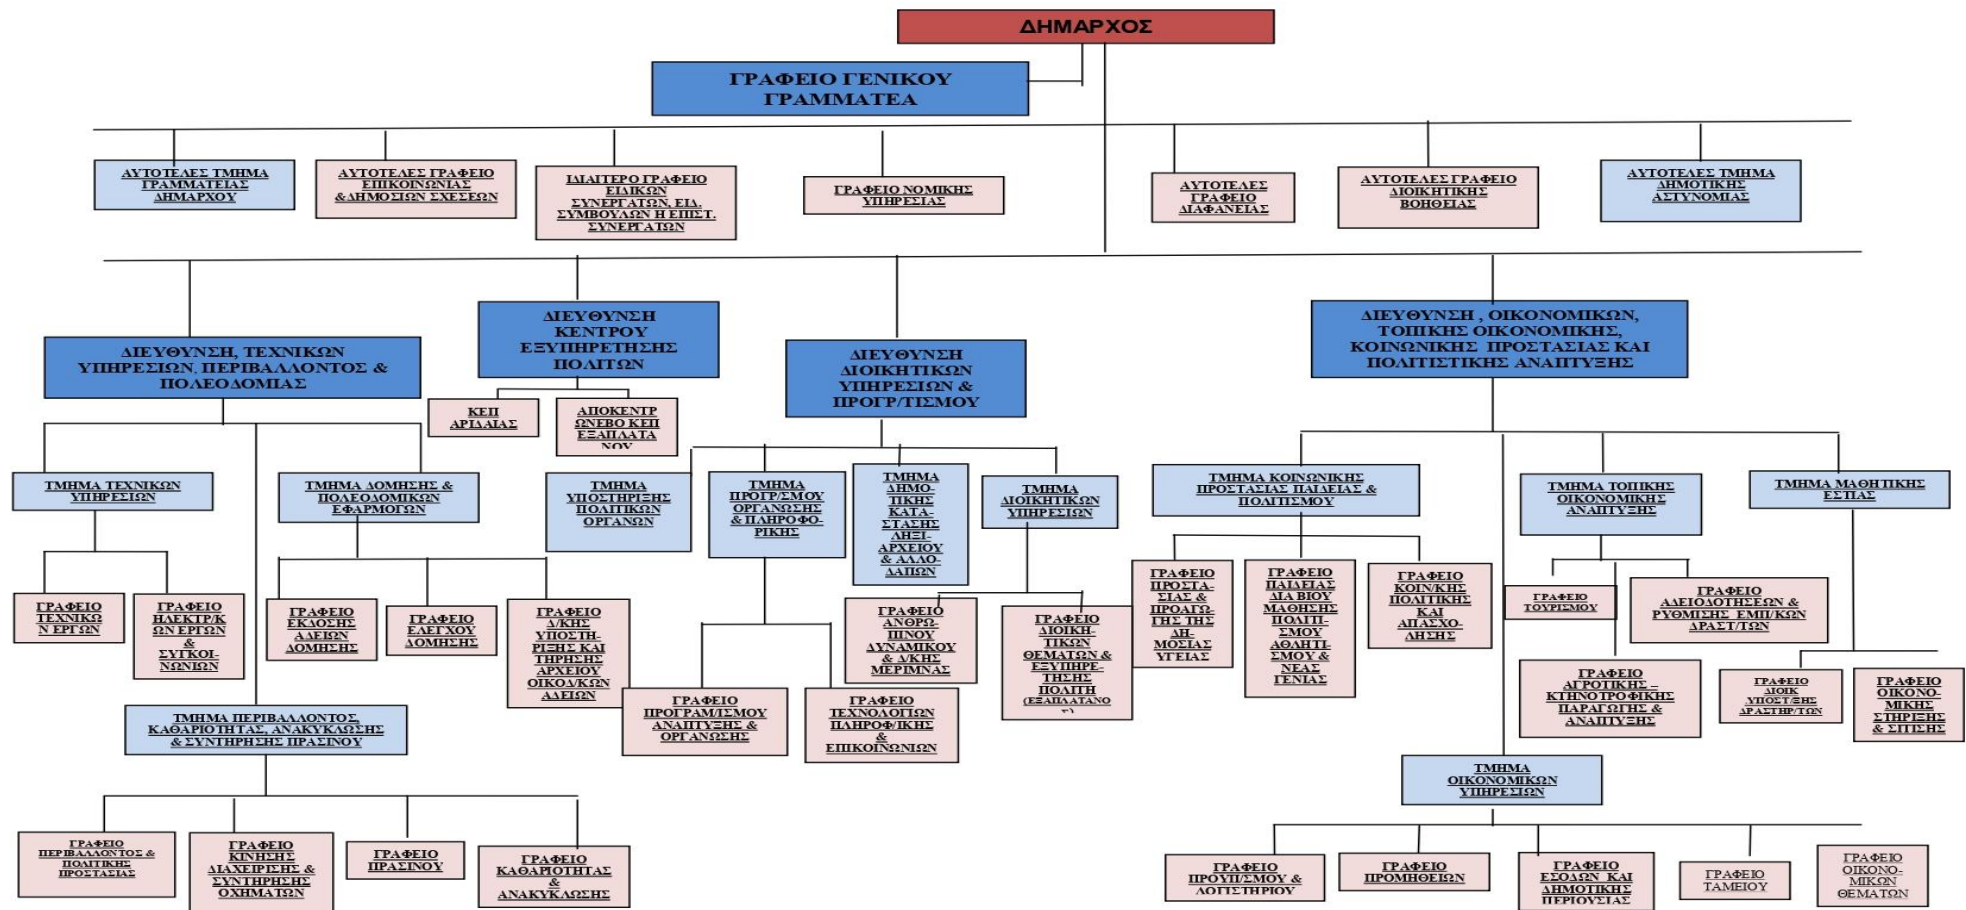 ΔΗΜΑΡΧΟΣ
ΓΡΑΦΕΙΟ ΓΕΝΙΚΟΥ
ΓΡΑΜΜΑΤΕΑ
ΑΥΤΟΤΕΛΕΣ ΤΜΗΜΑ
ΓΡΑΜΜΑΤΕΙΑΣ
ΔΗΜΑΡΧΟΥ
ΑΥΤΟΤΕΛΕΣ ΓΡΑΦΕΙΟ
ΕΠΙΚΟΙΝΩΝΙΑΣ
&ΔΗΜΟΣΙΩΝ ΣΧΕΣΕΩΝ
ΙΔΙΑΙΤΕΡΟ ΓΡΑΦΕΙΟ
ΕΙΔΙΚΩΝ
ΣΥΝΕΡΓΑΤΩΝ, ΕΙΔ.
ΣΥΜΒΟΥΛΩΝ Η ΕΠΙΣΤ.
ΣΥΝΕΡΓΑΤΩΝ
ΓΡΑΦΕΙΟ ΝΟΜΙΚΗΣ
ΥΠΗΡΕΣΙΑΣ
ΑΥΤΟΤΕΛΕΣ
ΓΡΑΦΕΙΟ
ΔΙΑΦΑΝΕΙΑΣ
ΑΥΤΟΤΕΛΕΣ ΓΡΑΦΕΙΟ
ΔΙΟΙΚΗΤΙΚΗΣ
ΒΟΗΘΕΙΑΣ
ΑΥΤΟΤΕΛΕΣ ΤΜΗΜΑ
ΔΗΜΟΤΙΚΗΣ
ΑΣΤΥΝΟΜΙΑΣ
ΔΙΕΥΘΥΝΣΗ, ΤΕΧΝΙΚΩΝ
ΥΠΗΡΕΣΙΩΝ, ΠΕΡΙΒΑΛΛΟΝΤΟΣ &
ΠΟΛΕΟΔΟΜΙΑΣ
ΔΙΕΥΘΥΝΣΗ
ΚΕΝΤΡΟΥ
ΕΞΥΠΗΡΕΤΗΣΗΣ
ΠΟΛΙΤΩΝ
ΔΙΕΥΘΥΝΣΗ
ΔΙΟΙΚΗΤΙΚΩΝ
ΥΠΗΡΕΣΙΩΝ &
ΠΡΟΓΡ/ΤΙΣΜΟΥ
ΔΙΕΥΘΥΝΣΗ , ΟΙΚΟΝΟΜΙΚΩΝ,
ΤΟΠΙΚΗΣ ΟΙΚΟΝΟΜΙΚΗΣ,
ΚΟΙΝΩΝΙΚΗΣ ΠΡΟΣΤΑΣΙΑΣ ΚΑΙ
ΠΟΛΙΤΙΣΤΙΚΗΣ ΑΝΑΠΤΥΞΗΣ
ΚΕΠ
ΑΡΙΔΑΙΑΣ
ΑΠΟΚΕΝΤΡ
ΩΝΕΒΟ ΚΕΠ
ΕΞΑΠΛΑΤΑ
ΝΟΥ
ΤΜΗΜΑ ΤΕΧΝΙΚΩΝ
ΥΠΗΡΕΣΙΩΝ
ΤΜΗΜΑ ΔΟΜΗΣΗΣ &
ΠΟΛΕΟΔΟΜΙΚΩΝ
ΕΦΑΡΜΟΓΩΝ
ΤΜΗΜΑ
ΥΠΟΣΤΗΡΙΞΗΣ
ΠΟΛΙΤΙΚΩΝ
ΟΡΓΑΝΩΝ
ΤΜΗΜΑ
ΠΡΟΓΡ/ΣΜΟΥ
ΟΡΓΑΝΩΣΗΣ
& ΠΛΗΡΟΦΟ-
ΡΙΚΗΣ
ΤΜΗΜΑ
ΔΗΜΟ-
ΤΙΚΗΣ
ΚΑΤΑ-
ΣΤΑΣΗΣ
ΛΗΞΙ-
ΑΡΧΕΙΟΥ
& ΑΛΛΟ-
ΔΑΠΩΝ
ΤΜΗΜΑ
ΔΙΟΙΚΗΤΙΚΩΝ
ΥΠΗΡΕΣΙΩΝ
ΤΜΗΜΑ ΚΟΙΝΩΝΙΚΗΣ
ΠΡΟΣΤΑΣΙΑΣ ΠΑΙΔΕΙΑΣ &
ΠΟΛΙΤΙΣΜΟΥ
ΤΜΗΜΑ ΤΟΠΙΚΗΣ
ΟΙΚΟΝΟΜΙΚΗΣ
ΑΝΑΠΤΥΞΗΣ
ΤΜΗΜΑ ΜΑΘΗΤΙΚΗΣ
ΕΣΤΙΑΣ
ΓΡΑΦΕΙΟ
ΤΕΧΝΙΚΩ
Ν ΕΡΓΩΝ
ΓΡΑΦΕΙΟ
ΗΛΕΚΤΡ/Κ
ΩΝ ΕΡΓΩΝ
&
ΣΥΓΚΟΙ-
ΝΩΝΙΩΝ
ΓΡΑΦΕΙΟ
ΕΚΔΟΣΗΣ
ΑΔΕΙΩΝ
ΔΟΜΗΣΗΣ
ΓΡΑΦΕΙΟ
ΕΛΕΓΧΟΥ
ΔΟΜΗΣΗΣ
ΓΡΑΦΕΙΟ
Δ/ΚΗΣ
ΥΠΟΣΤΗ-
ΡΙΞΗΣ ΚΑΙ
ΤΗΡΗΣΗΣ
ΑΡΧΕΙΟΥ
ΟΙΚΟΔ/ΚΩΝ
ΑΔΕΙΩΝ
ΓΡΑΦΕΙΟ
ΑΝΘΡΩ-
ΠΙΝΟΥ
ΔΥΝΑΜΙΚΟΥ
& Δ/ΚΗΣ
ΜΕΡΙΜΝΑΣ
ΓΡΑΦΕΙΟ
ΔΙΟΙΚΗ-
ΤΙΚΩΝ
ΘΕΜΑΤΩΝ &
ΕΞΥΠΗΡΕ-
ΤΗΣΗΣ
ΠΟΛΙΤΗ
(ΕΞΑΠΛΑΤΑΝΟ
Σ)
ΓΡΑΦΕΙΟ
ΠΡΟΣΤΑ-
ΣΙΑΣ &
ΠΡΟΑΓΩ-
ΓΗΣ ΤΗΣ
ΔΗ-
ΜΟΣΙΑΣ
ΥΓΕΙΑΣ
ΓΡΑΦΕΙΟ
ΠΑΙΔΕΙΑΣ
ΔΙΑ ΒΙΟΥ
ΜΑΘΗΣΗΣ
ΠΟΛΙΤΙ-
ΣΜΟΥ
ΑΘΛΗΤΙ-
ΣΜΟΥ &
ΝΕΑΣ
ΓΕΝΙΑΣ
ΓΡΑΦΕΙΟ
ΚΟΙΝ/ΚΗΣ
ΠΟΛΙΤΙΚΗΣ
ΚΑΙ
ΑΠΑΣΧΟ-
ΛΗΣΗΣ
ΓΡΑΦΕΙΟ
ΤΟΥΡΙΣΜΟΥ
ΓΡΑΦΕΙΟ
ΑΔΕΙΟΔΟΤΗΣΕΩΝ &
ΡΥΘΜΙΣΗΣ ΕΜΠ/ΚΩΝ
ΔΡΑΣΤ/ΤΩΝ
ΓΡΑΦΕΙΟ
ΑΓΡΟΤΙΚΗΣ –
ΚΤΗΝΟΤΡΟΦΙΚΗΣ
ΠΑΡΑΓΩΓΗΣ &
ΑΝΑΠΤΥΞΗΣ
ΓΡΑΦΕΙΟ
ΔΙΟΙΚ
ΥΠΟΣΤ/ΞΗΣ
ΔΡΑΣΤΗΡ/ΤΩΝ
ΓΡΑΦΕΙΟ
ΟΙΚΟΝΟ-
ΜΙΚΗΣ
ΣΤΗΡΙΞΗΣ
& ΣΙΤΙΣΗΣ
ΓΡΑΦΕΙΟ
ΠΡΟΓΡΑΜ/ΙΣΜΟΥ
ΑΝΑΠΤΥΞΗΣ &
ΟΡΓΑΝΩΣΗΣ
ΓΡΑΦΕΙΟ
ΤΕΧΝΟΛΟΓΙΩΝ
ΠΛΗΡΟΦ/ΙΚΗΣ
&
ΕΠΙΚΟΙΝΩΝΙΩΝ
ΤΜΗΜΑ ΠΕΡΙΒΑΛΛΟΝΤΟΣ,
ΚΑΘΑΡΙΟΤΗΤΑΣ, ΑΝΑΚΥΚΛΩΣΗΣ
& ΣΥΝΤΗΡΗΣΗΣ ΠΡΑΣΙΝΟΥ
ΤΜΗΜΑ
ΟΙΚΟΝΟΜΙΚΩΝ
ΥΠΗΡΕΣΙΩΝ
ΓΡΑΦΕΙΟ
ΠΕΡΙΒΑΛΛΟΝΤΟΣ &
ΠΟΛΙΤΙΚΗΣ
ΠΡΟΣΤΑΣΙΑΣ
ΓΡΑΦΕΙΟ
ΚΙΝΗΣΗΣ
ΔΙΑΧΕΙΡΙΣΗΣ &
ΣΥΝΤΗΡΗΣΗΣ
ΟΧΗΜΑΤΩΝ
ΓΡΑΦΕΙΟ
ΠΡΑΣΙΝΟΥ
ΓΡΑΦΕΙΟ
ΚΑΘΑΡΙΟΤΗΤΑΣ
&
ΑΝΑΚΥΚΛΩΣΗΣ
ΓΡΑΦΕΙΟ
ΠΡΟΥΠ/ΣΜΟΥ &
ΛΟΓΙΣΤΗΡΙΟΥ
ΓΡΑΦΕΙΟ
ΠΡΟΜΗΘΕΙΩΝ
ΓΡΑΦΕΙΟ
ΕΣΟΔΩΝ ΚΑΙ
ΔΗΜΟΤΙΚΗΣ
ΠΕΡΙΟΥΣΙΑΣ
ΓΡΑΦΕΙΟ
ΤΑΜΕΙΟΥ
ΓΡΑΦΕΙΟ
ΟΙΚΟΝΟ-
ΜΙΚΩΝ
ΘΕΜΑΤΩΝ